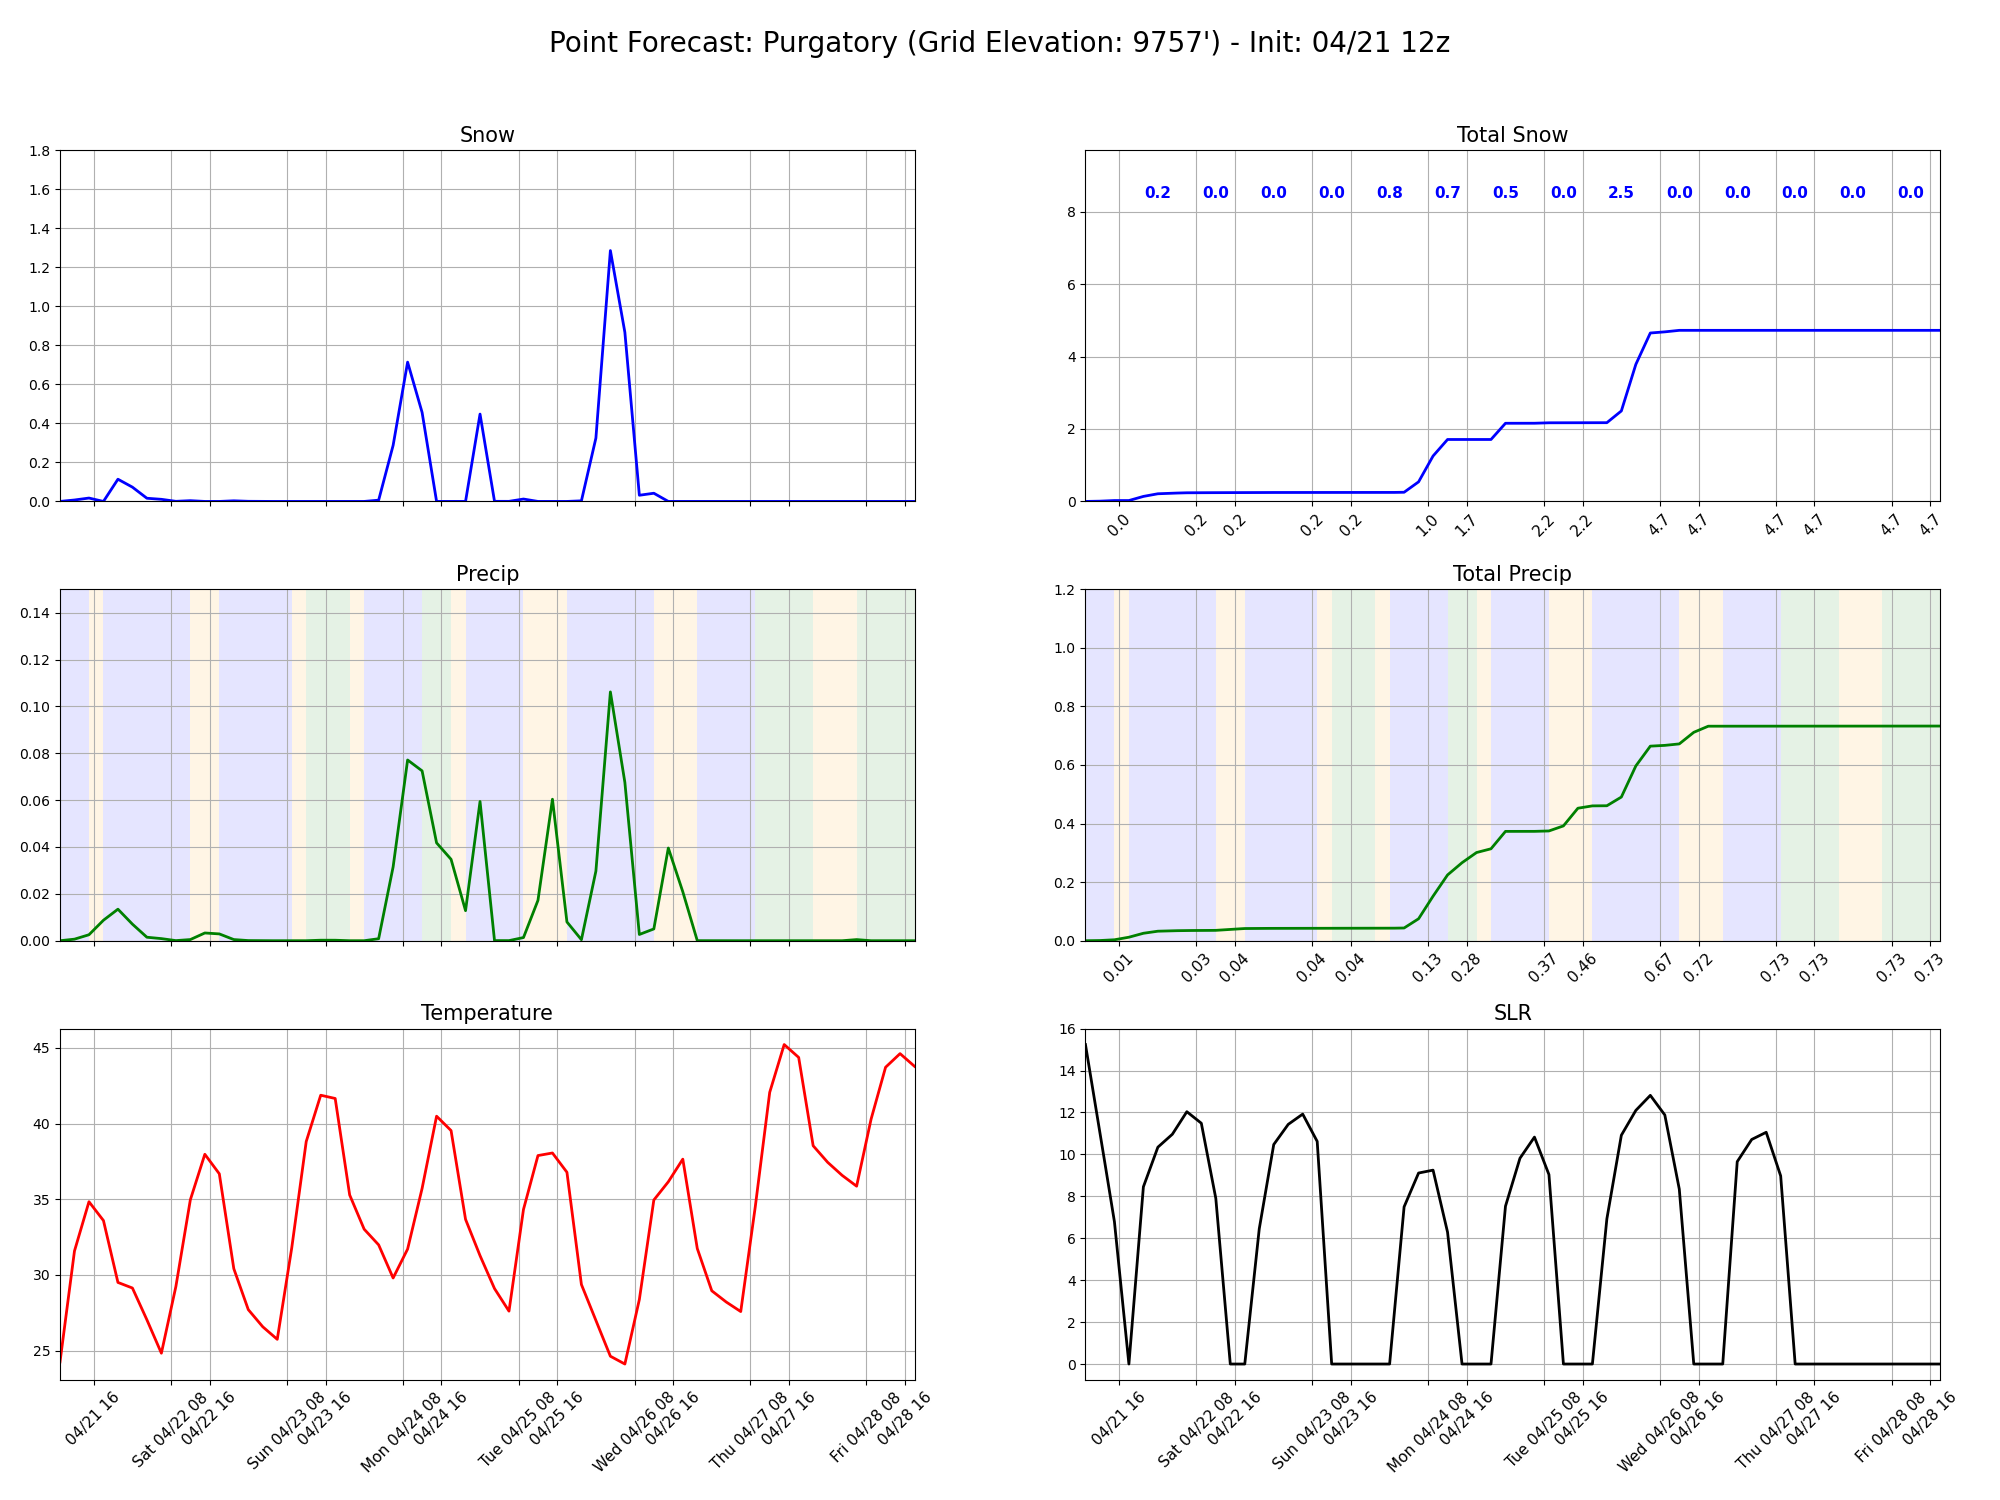 Point Forecast: Purgatory (Grid Elevation: 9757') - Init: 04/21 12z
Snow
1.8
1.6
1.4
1.2
1.0
0.8
0.6
0.4
0.2
0.0
Total Snow
0.2 0.0 0.0 0.0 0.8 0.7 0.5 0.0 2.5 0.0 0.0 0.0 0.0 0.0
8
6
4
2
0
0.0 0.2 0.2 0.2 0.2 1.0 1.7 2.2 2.2 4.7 4.7 4.7 4.7 4.7 4.7
Precip
0.14
0.12
0.10
0.08
0.06
0.04
0.02
0.00
Total Precip
1.2
1.0
0.8
0.6
0.4
0.2
0.0
0.01 0.03 0.04 0.04 0.04 0.13 0.28 0.37 0.46 0.67 0.72 0.73 0.73 0.73 0.73
Temperature
45
40
35
30
25
04/21 16
Sat 04/22 08
04/22 16
Sun 04/23 08
04/23 16
Mon 04/24 08
04/24 16
Tue 04/25 08
04/25 16
Wed 04/26 08
04/26 16
Thu 04/27 08
04/27 16
Fri 04/28 08
04/28 16
SLR
16
14
12
10
8
6
4
2
0
04/21 16
Sat 04/22 08
04/22 16
Sun 04/23 08
04/23 16
Mon 04/24 08
04/24 16
Tue 04/25 08
04/25 16
Wed 04/26 08
04/26 16
Thu 04/27 08
04/27 16
Fri 04/28 08
04/28 16